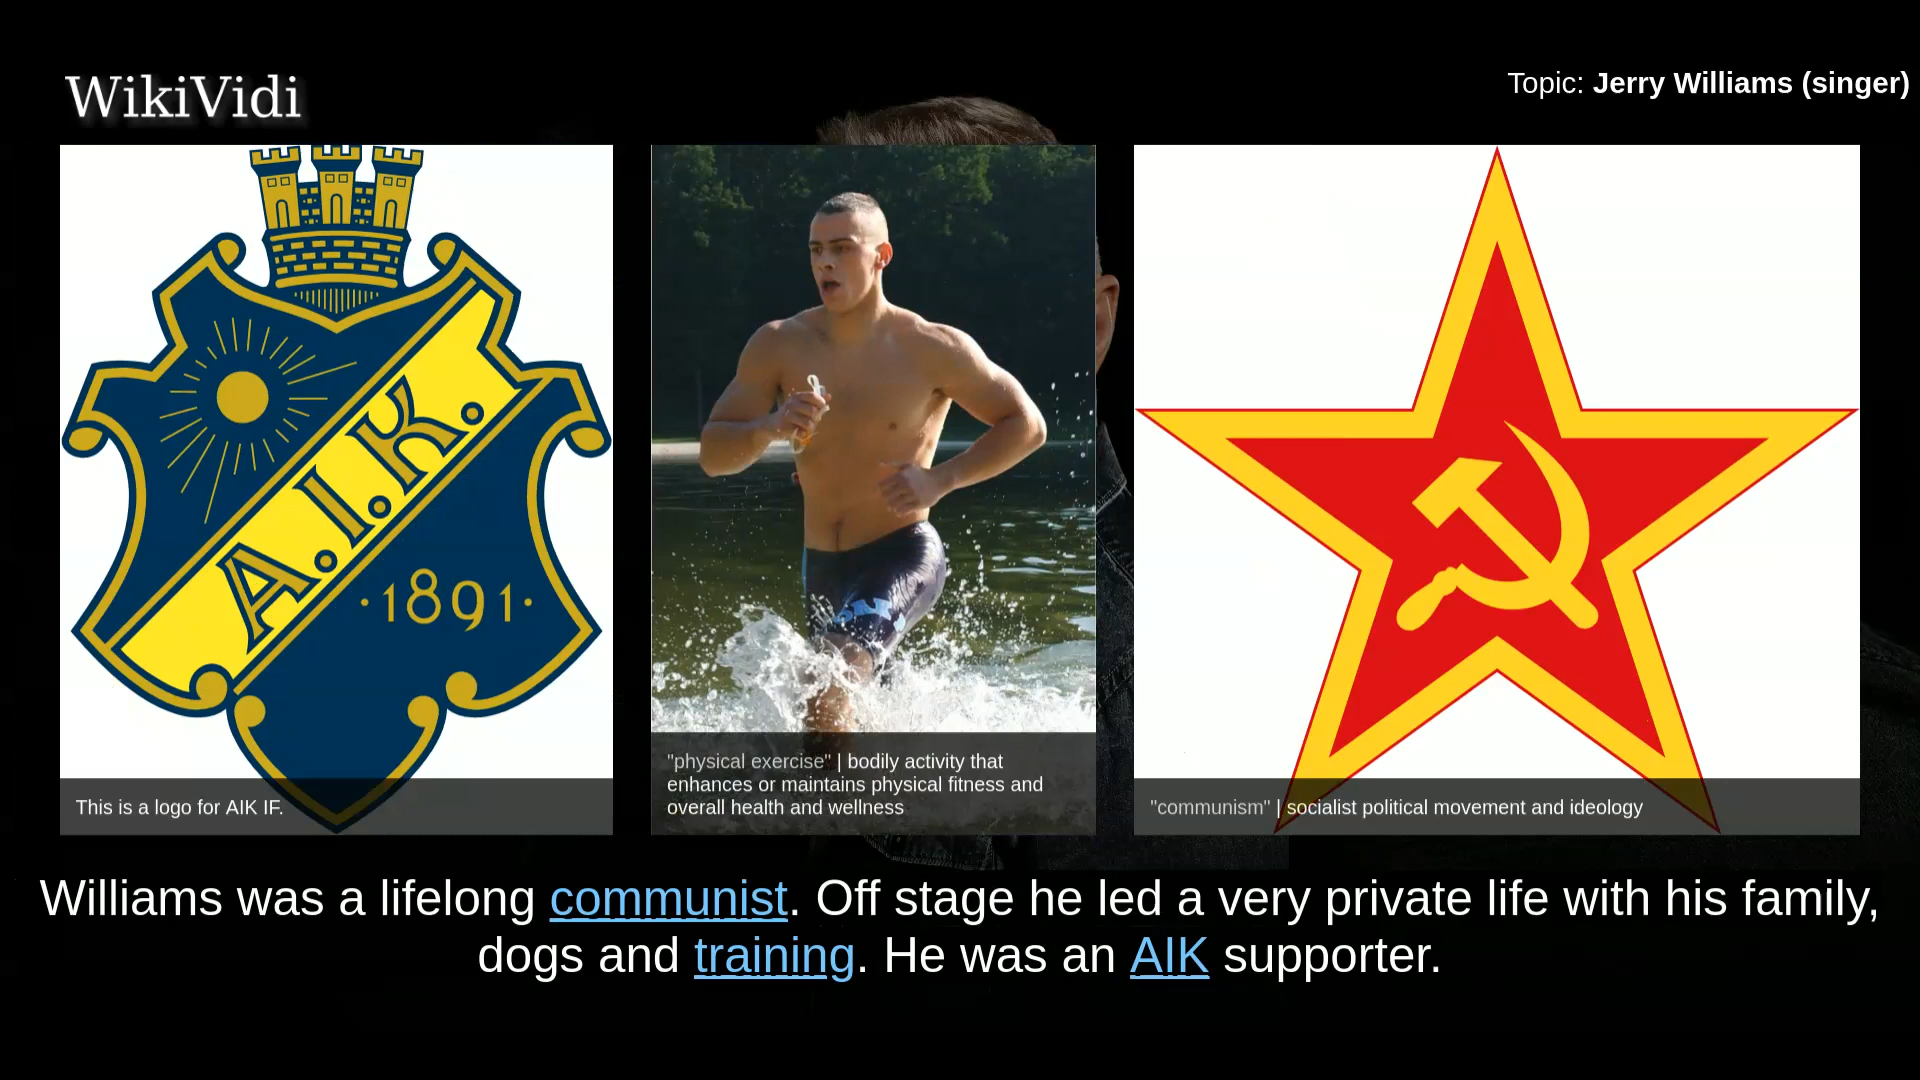 WikiVidi
Topic: Jerry Williams (singer)
A.I.K.
·1891·
This is a logo for AIK IF.
"physical exercise" | bodily activity that
enhances or maintains physical fitness and
overall health and wellness
"communism" | socialist political movement and ideology
Williams was a lifelong communist. Off stage he led a very private life with his family,
dogs and training. He was an AIK supporter.